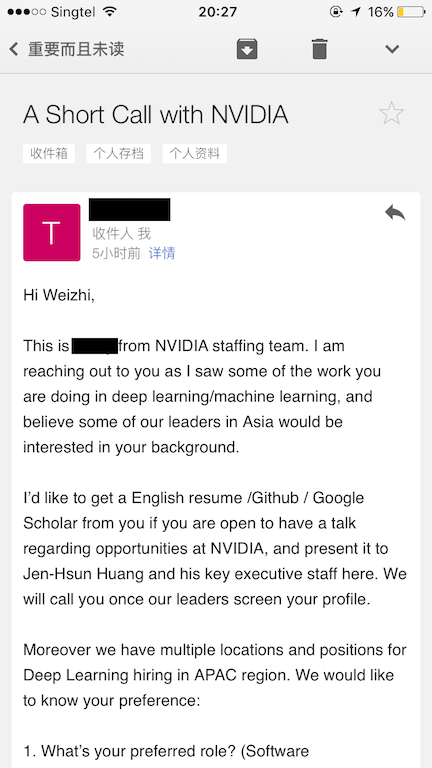 Singtel 20:27 16%
重要而且未读
A Short Call with NVIDIA
收件箱 个人存档 个人资料
T
收件人 我
5小时前 详情
Hi Weizhi,
This is from NVIDIA staffing team. I am
reaching out to you as I saw some of the work you
are doing in deep learning/machine learning, and
believe some of our leaders in Asia would be
interested in your background.
I'd like to get a English resume /Github / Google
Scholar from you if you are open to have a talk
regarding opportunities at NVIDIA, and present it to
Jen-Hsun Huang and his key executive staff here. We
will call you once our leaders screen your profile.
Moreover we have multiple locations and positions for
Deep Learning hiring in APAC region. We would like
to know your preference:
1. What's your preferred role? (Software